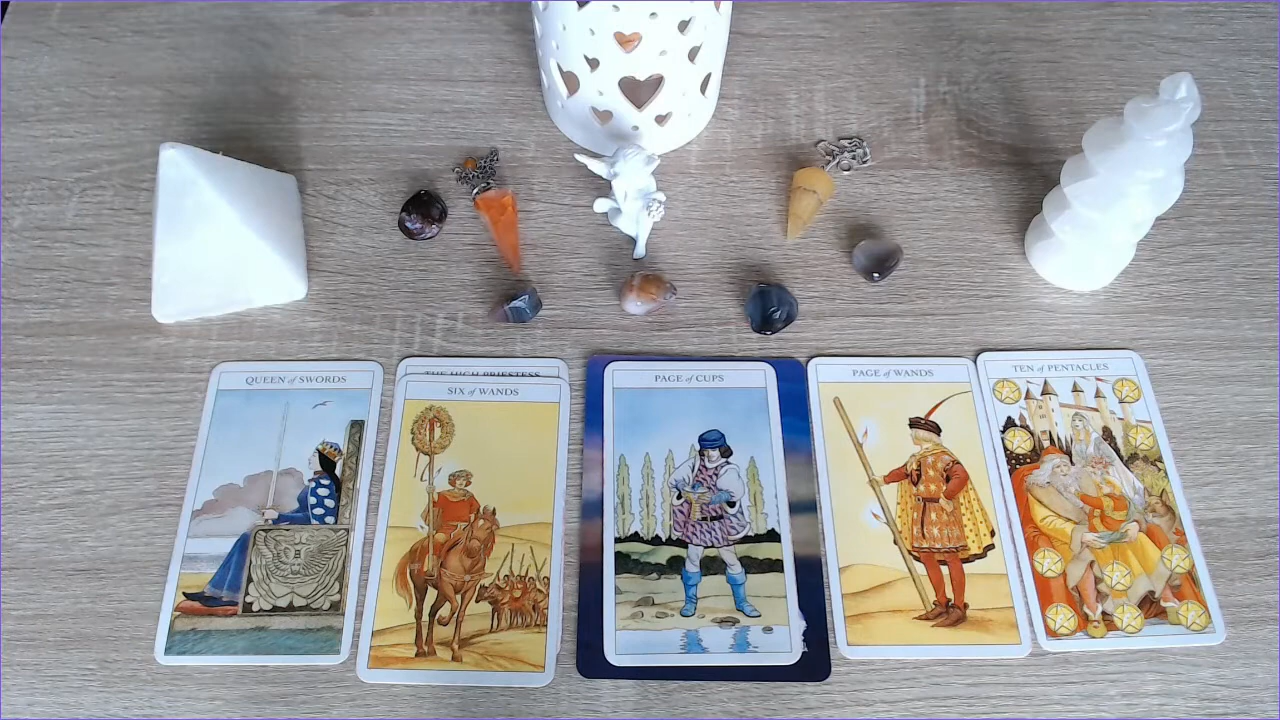 QUEEN of SWORDS
THE HIGH PRIESTESS
SIX of WANDS
PAGE of CUPS
PAGE of WANDS
TEN of PENTACLES